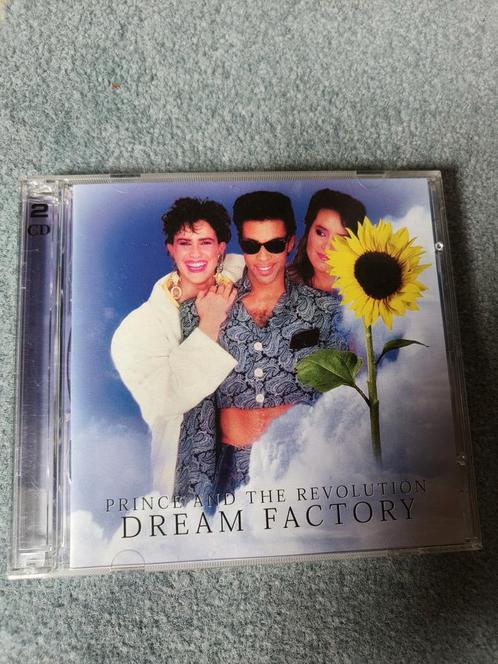 2
CD
PRINCE AND THE REVOLUTION
DREAM FACTORY